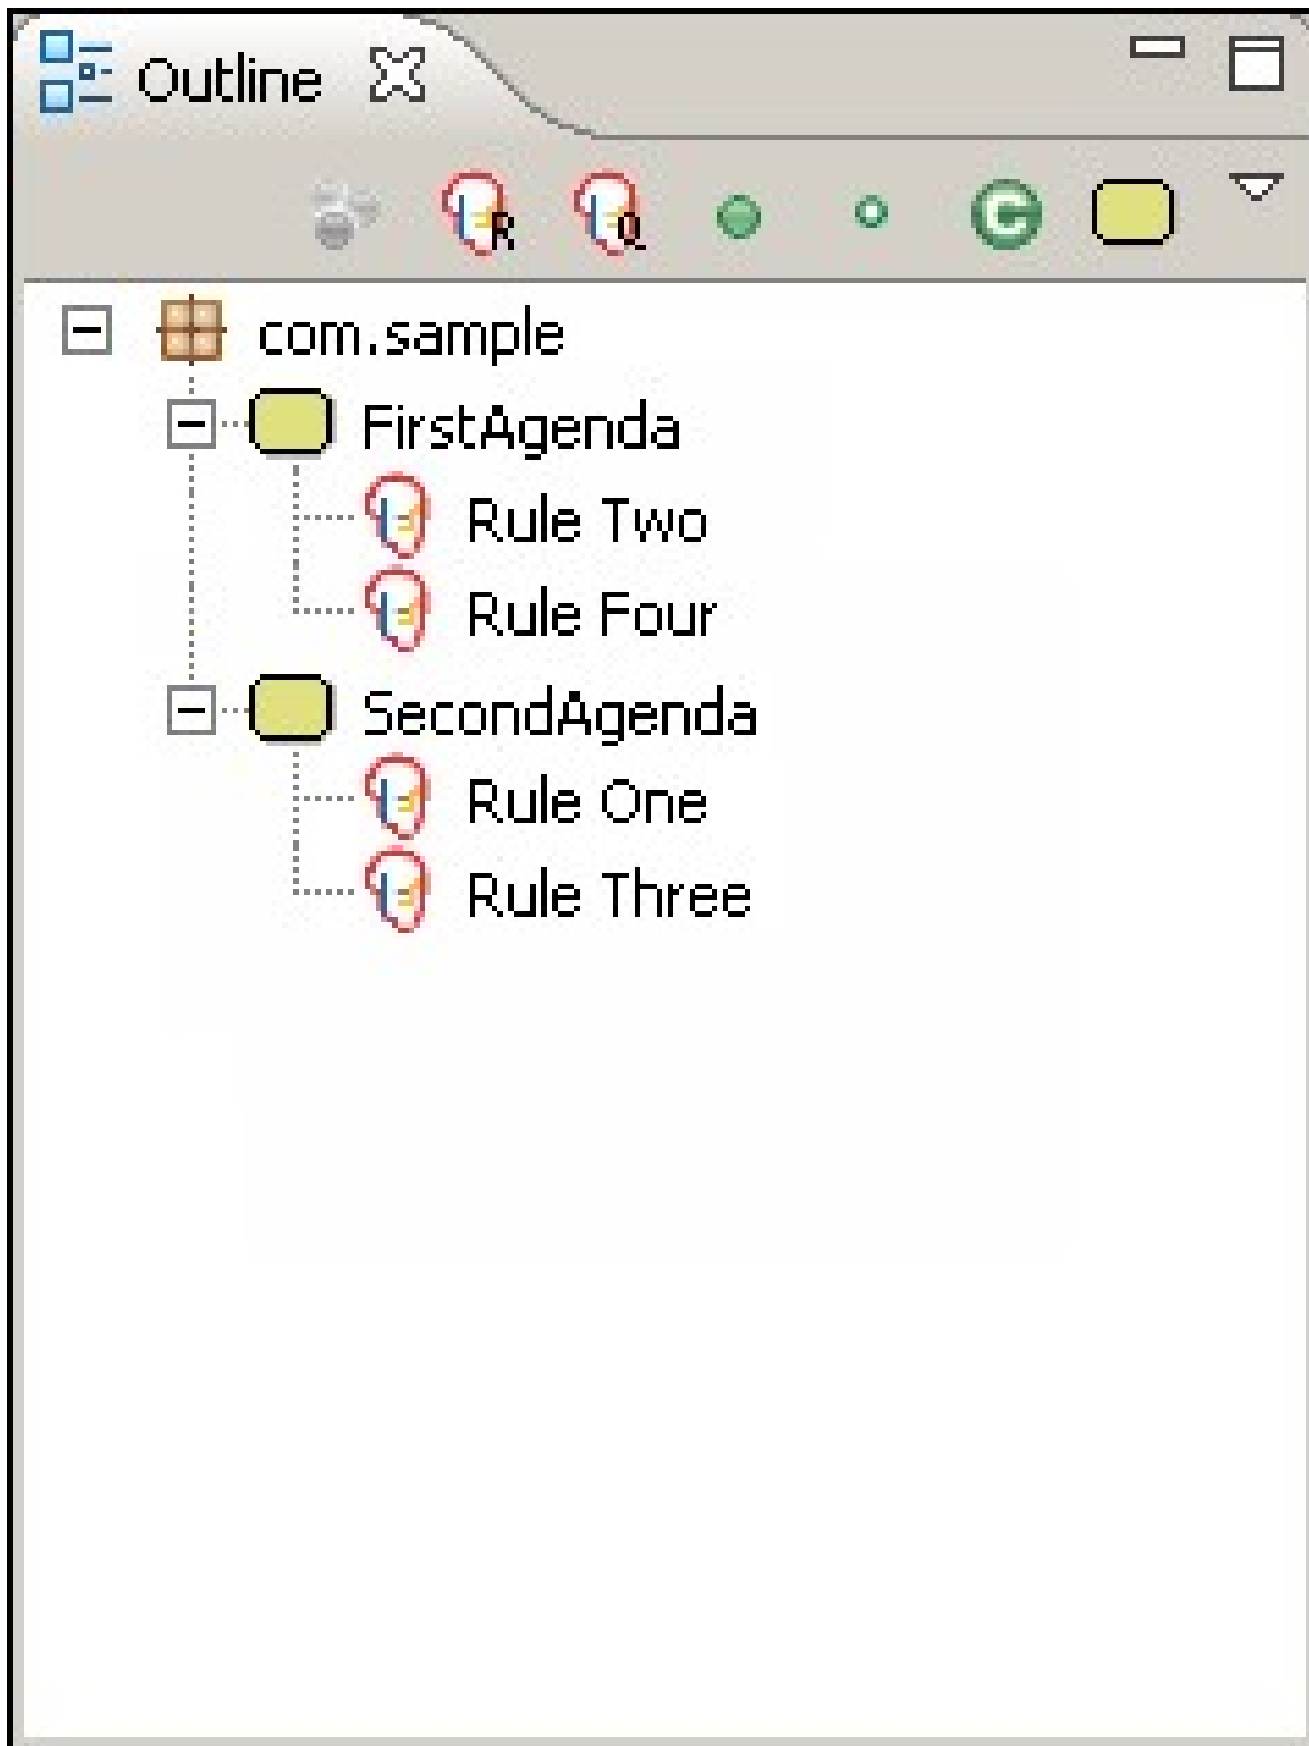 Outline
R Q C
com.sample
FirstAgenda
Rule Two
Rule Four
SecondAgenda
Rule One
Rule Three